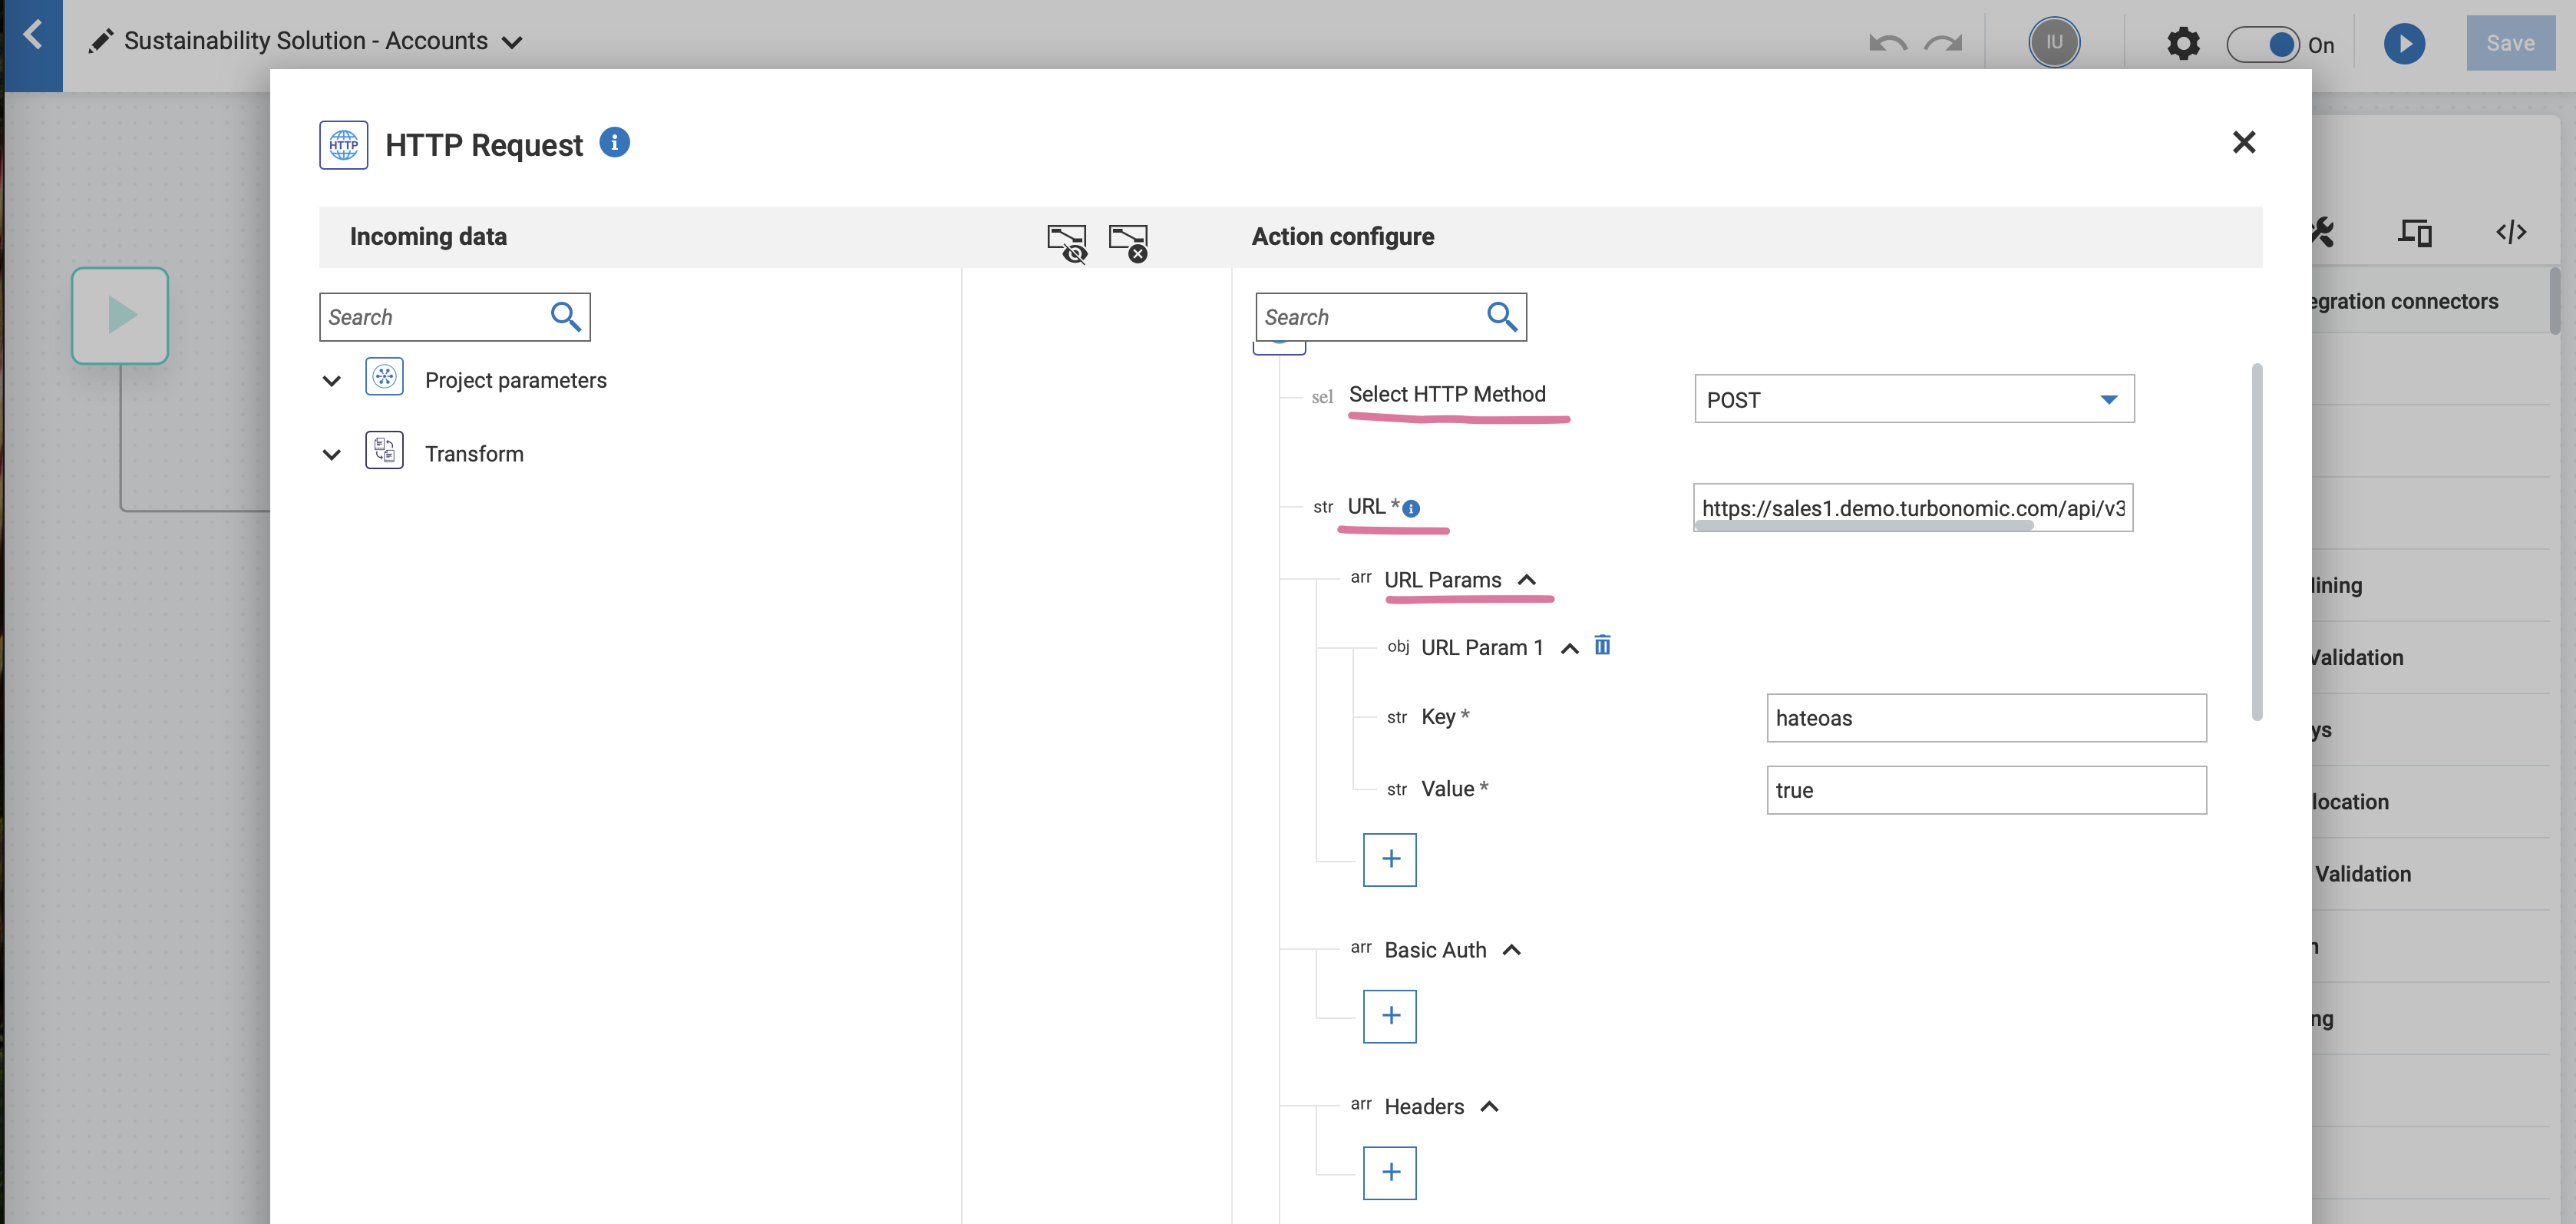 Sustainability Solution - Accounts
IU
On
Save
HTTP
HTTP Request
i
Incoming data
Action configure
Search
Search
Project parameters
Transform
sel Select HTTP Method
POST
str URL *
i
https://sales1.demo.turbonomic.com/api/v3
arr URL Params
obj URL Param 1
str Key *
hateoas
str Value *
true
+
arr Basic Auth
+
arr Headers
+
</>
egration connectors
lining
Validation
ys
location
Validation
n
ng